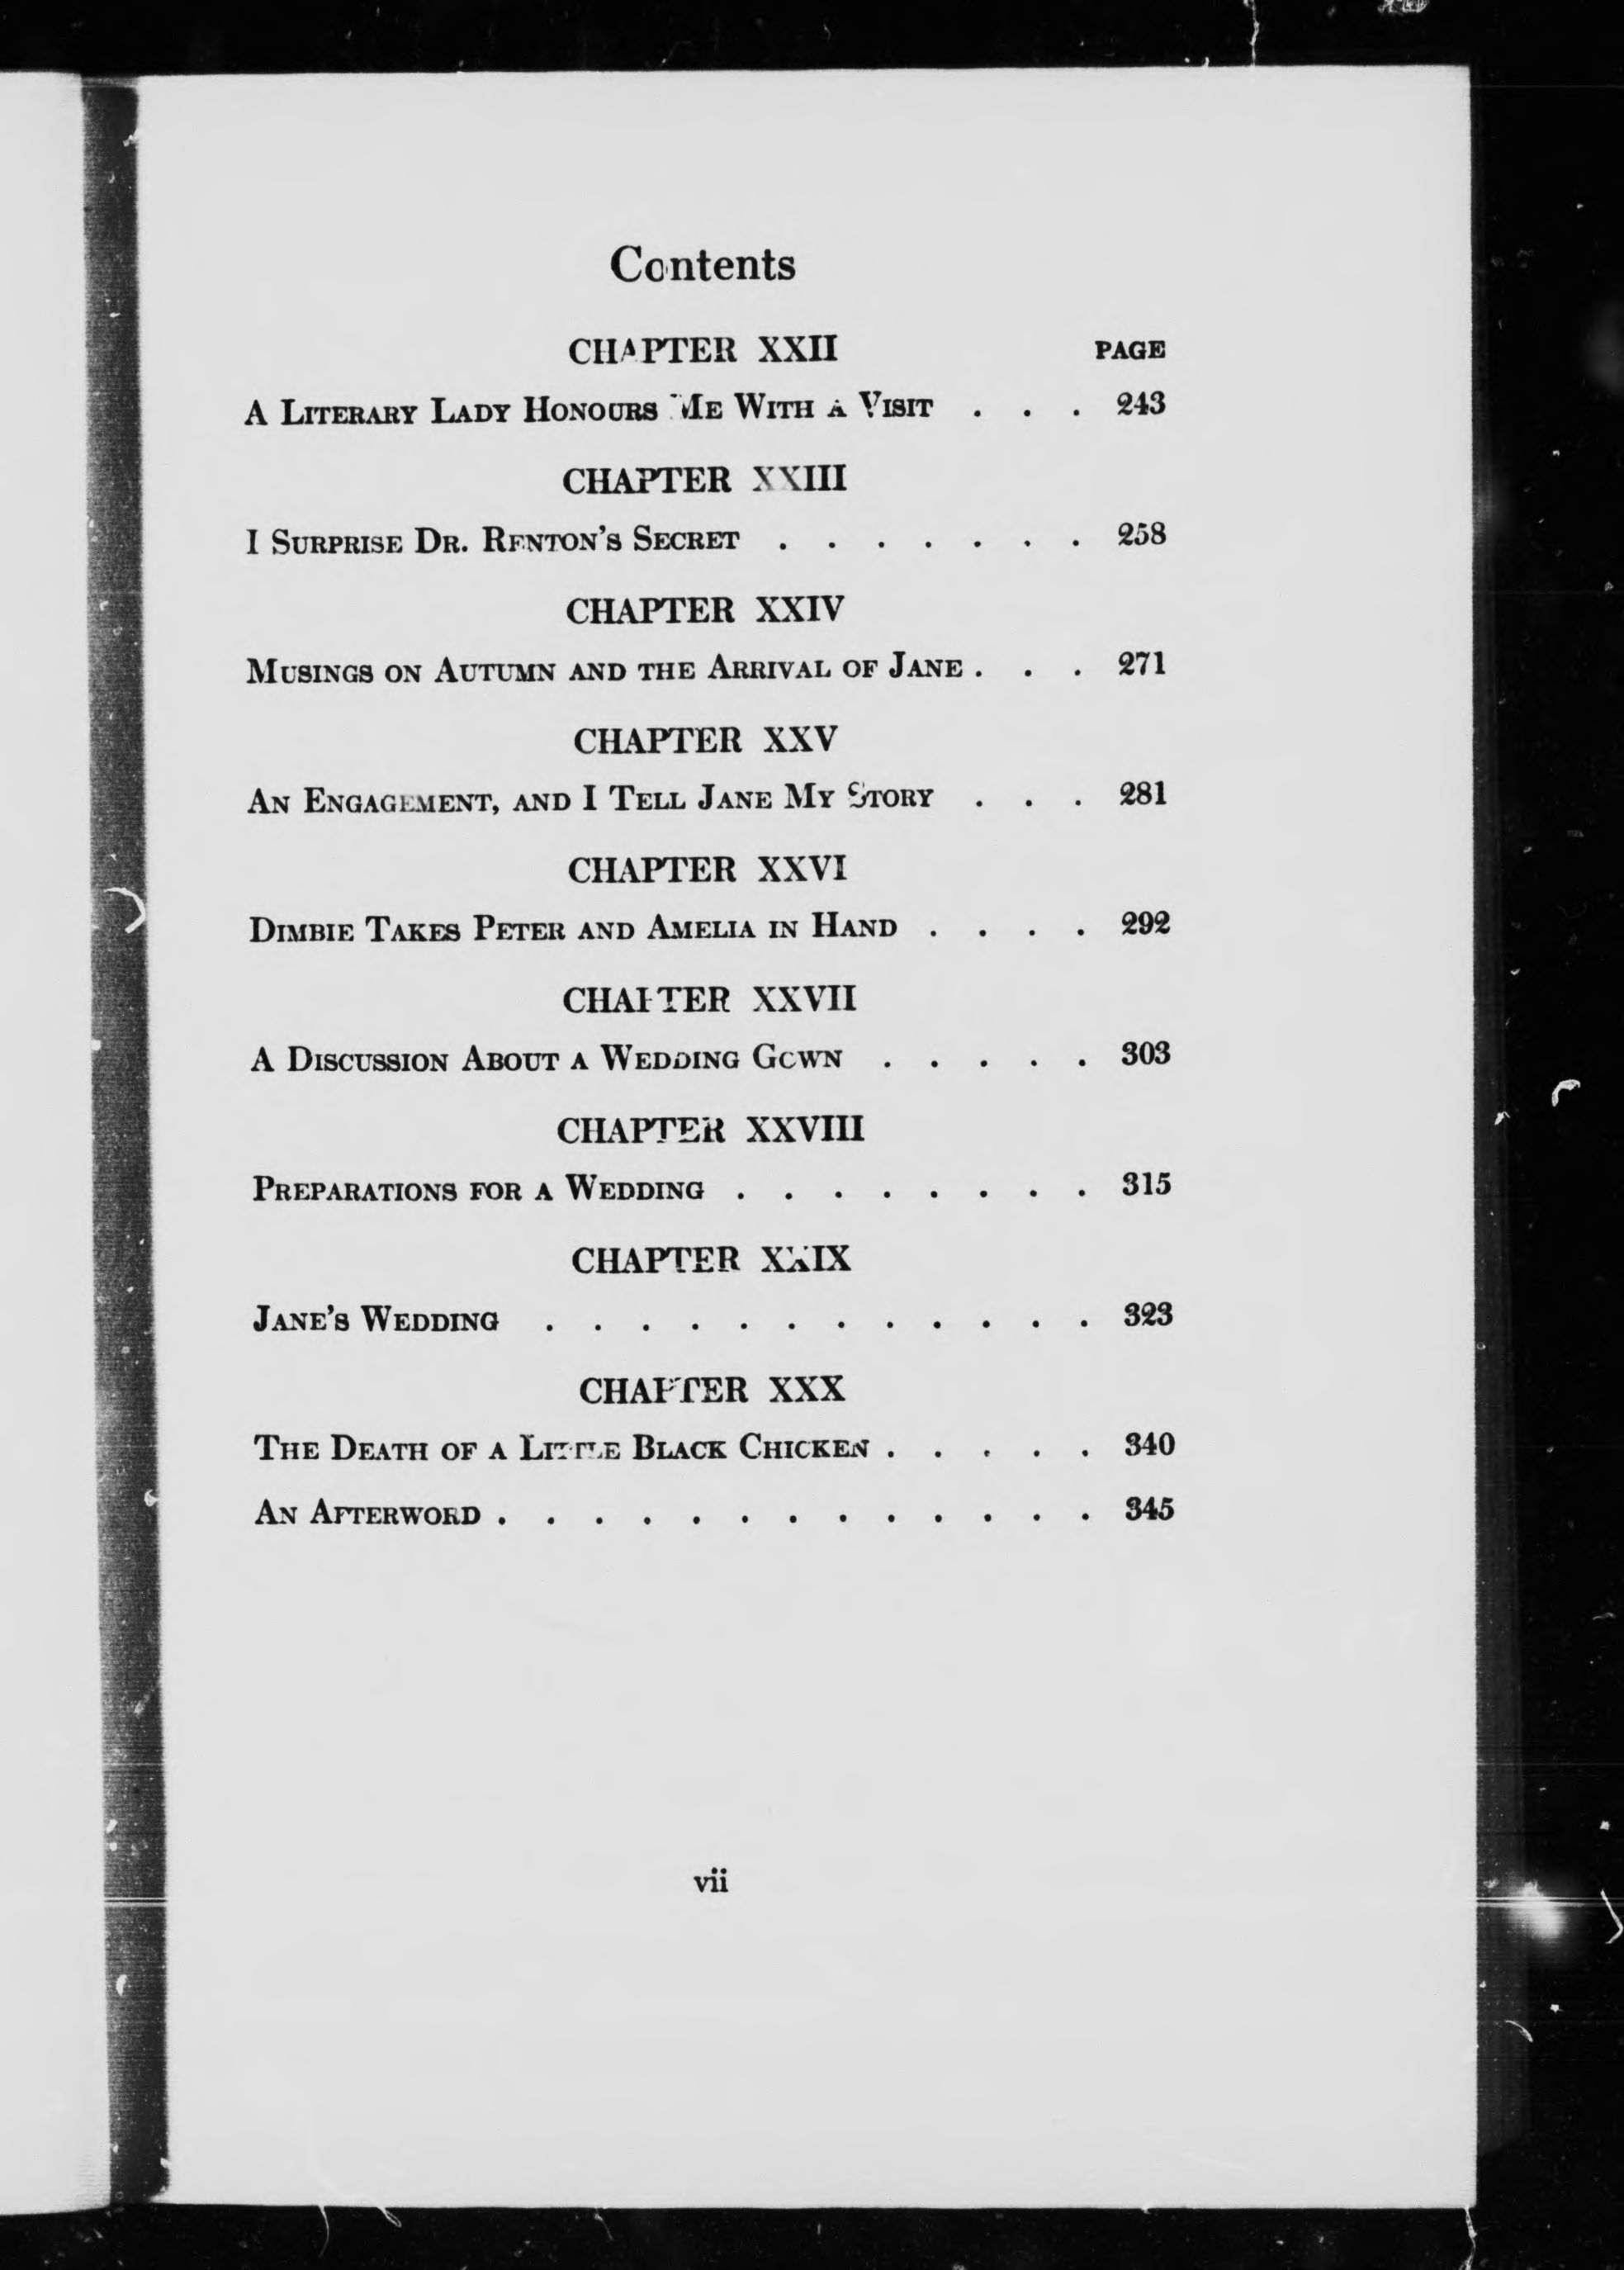 Contents
CHAPTER XXII PAGE
A Literary Lady Honours Me With a Visit . . . 243
CHAPTER XXIII
I Surprise Dr. Renton's Secret . . . . . . . 258
CHAPTER XXIV
Musings on Autumn and the Arrival of Jane . . . 271
CHAPTER XXV
An Engagement, and I Tell Jane My Story . . . 281
CHAPTER XXVI
Dimbie Takes Peter and Amelia in Hand . . . . 292
CHAPTER XXVII
A Discussion About a Wedding Gown . . . . . 303
CHAPTER XXVIII
Preparations for a Wedding . . . . . . . . 315
CHAPTER XXIX
Jane's Wedding . . . . . . . . . . . . 323
CHAPTER XXX
The Death of a Little Black Chicken . . . . . 340
An Afterword . . . . . . . . . . . . . 345
vii